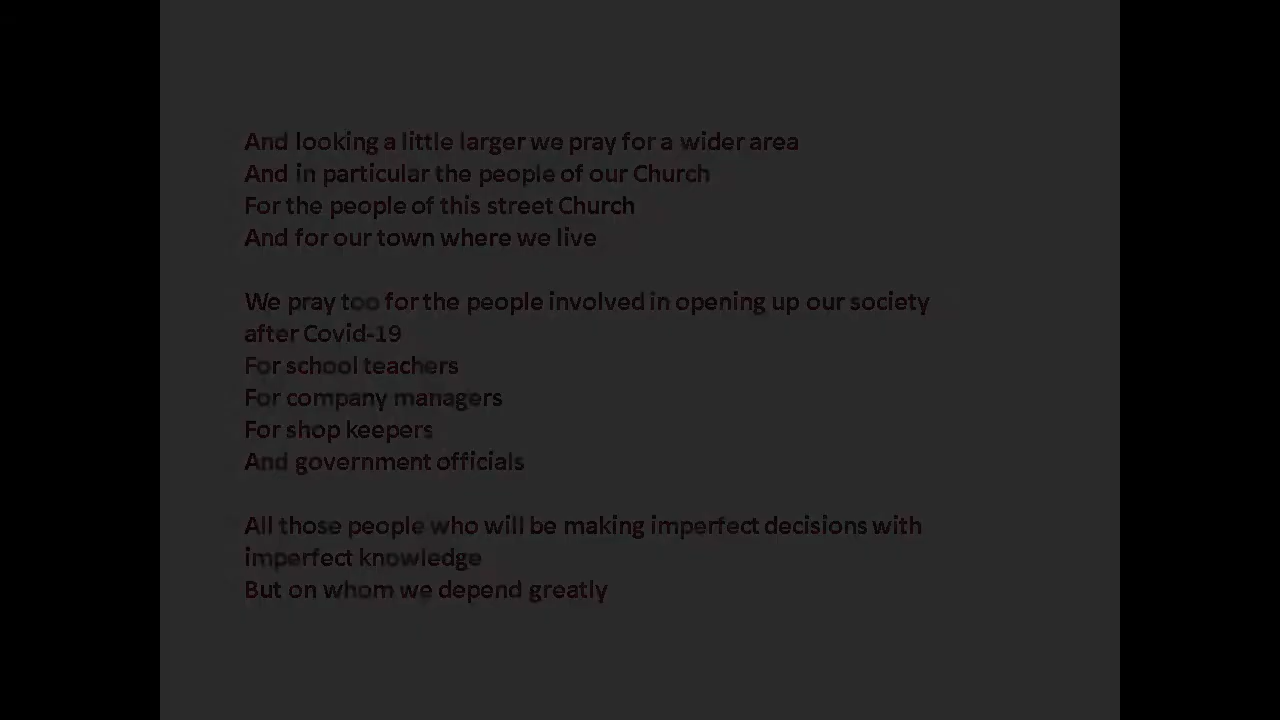 And looking a little larger we pray for a wider area
And in particular the people of our Church
For the people of this street Church
And for our town where we live
We pray too for the people involved in opening up our society
after Covid-19
For school teachers
For company managers
For shop keepers
And government officials
All those people who will be making imperfect decisions with
imperfect knowledge
But on whom we depend greatly